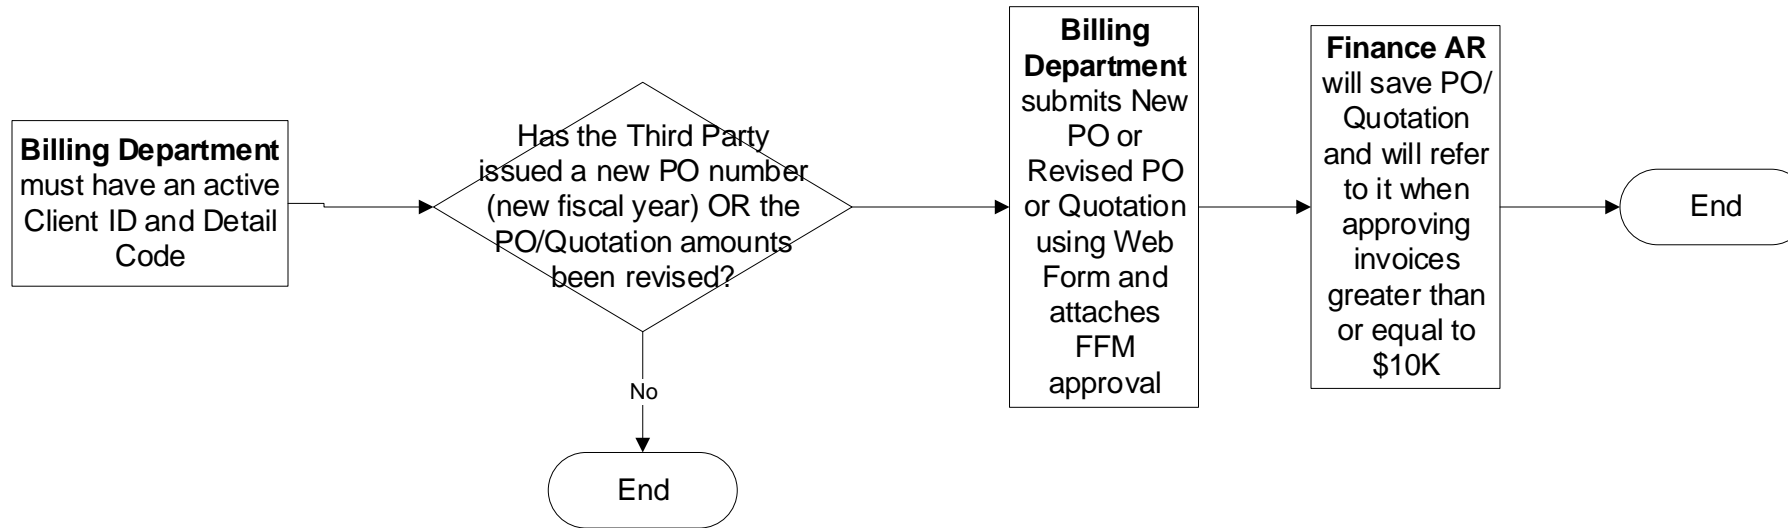 Billing Department
must have an active
Client ID and Detail
Code
Has the Third Party
issued a new PO number
(new fiscal year) OR the
PO/Quotation amounts
been revised?
No
End
Billing
Department
submits New
PO or
Revised PO
or Quotation
using Web
Form and
attaches
FFM
approval
Finance AR
will save PO/
Quotation
and will refer
to it when
approving
invoices
greater than
or equal to
$10K
End